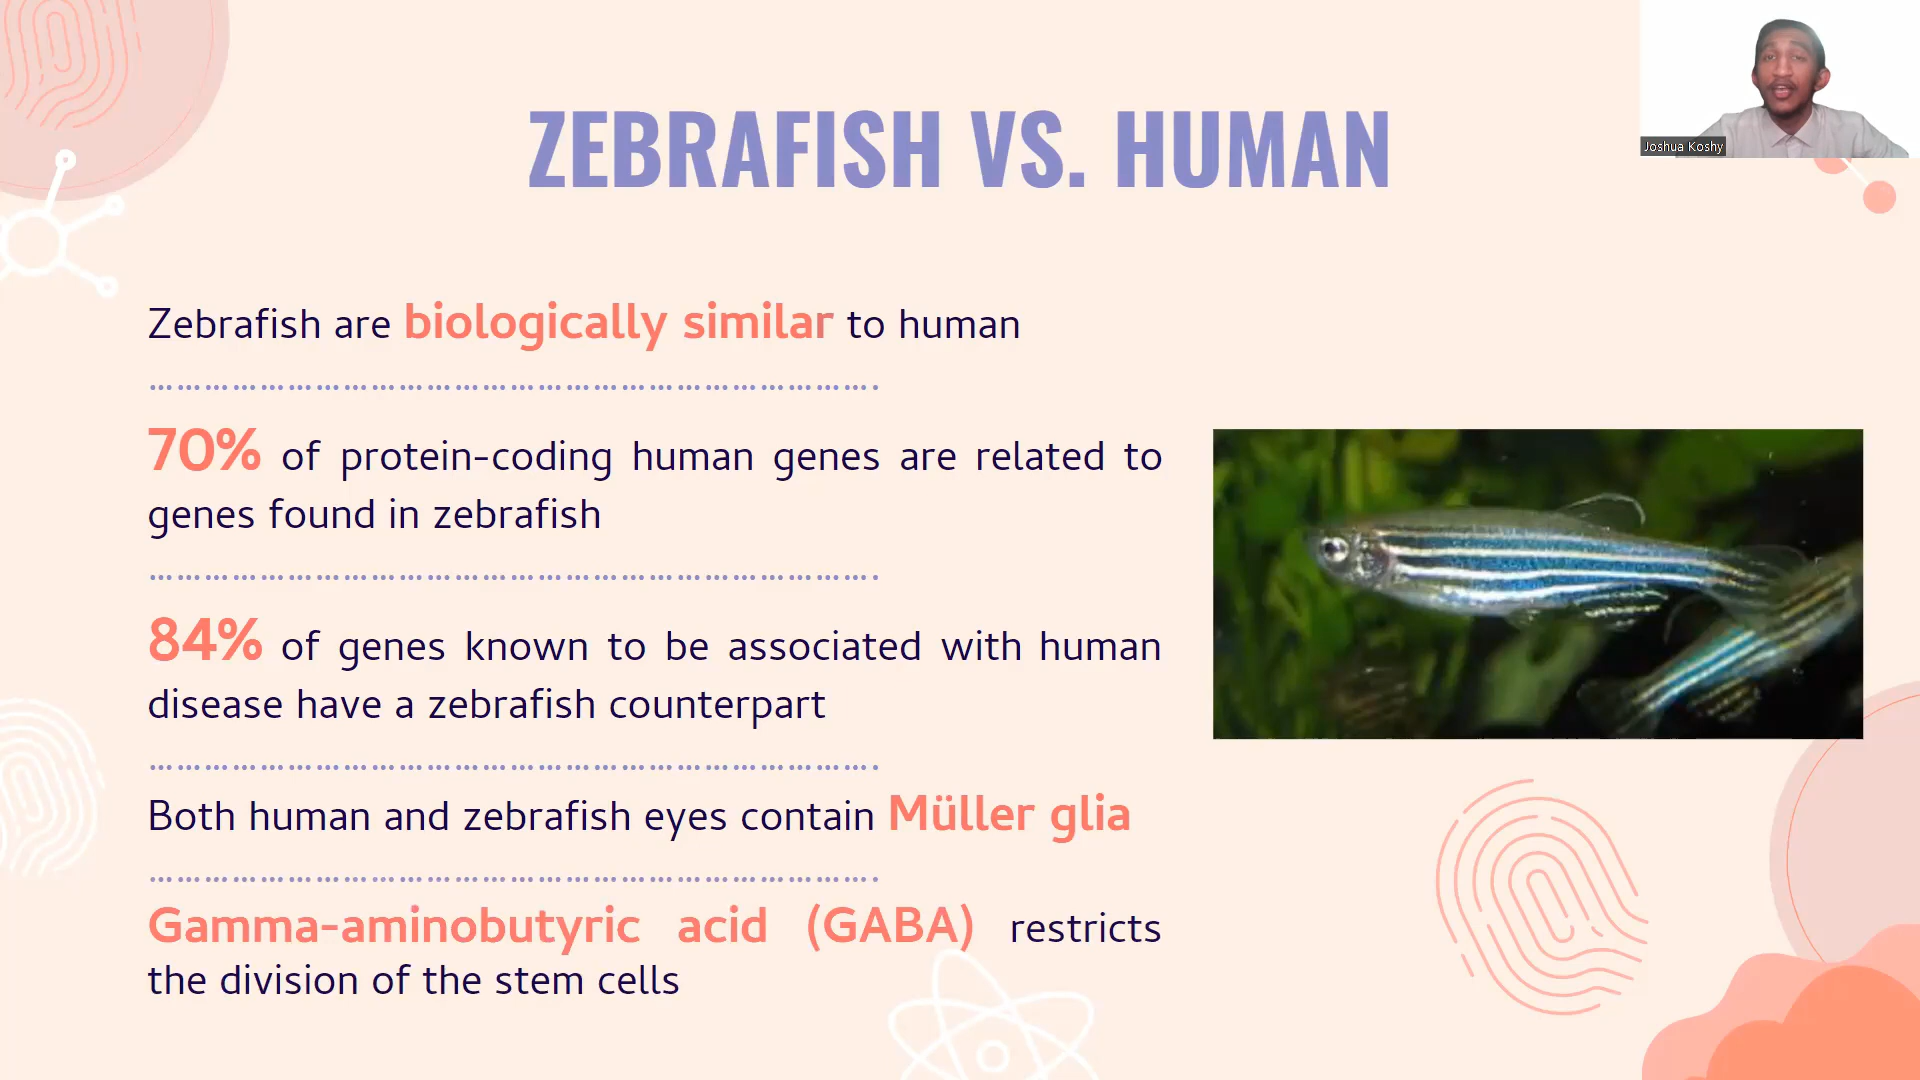 ZEBRAFISH VS. HUMAN
Joshua Koshy
Zebrafish are biologically similar to human
70% of protein-coding human genes are related to
genes found in zebrafish
84% of genes known to be associated with human
disease have a zebrafish counterpart
Both human and zebrafish eyes contain Müller glia
Gamma-aminobutyric acid (GABA) restricts
the division of the stem cells